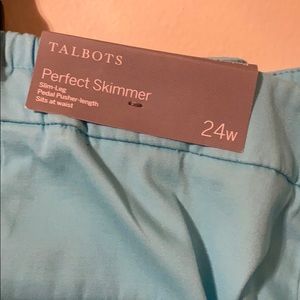 TALBOTS
Perfect Skimmer
Slim-Leg
Pedal Pusher-length
Sits at waist
24w